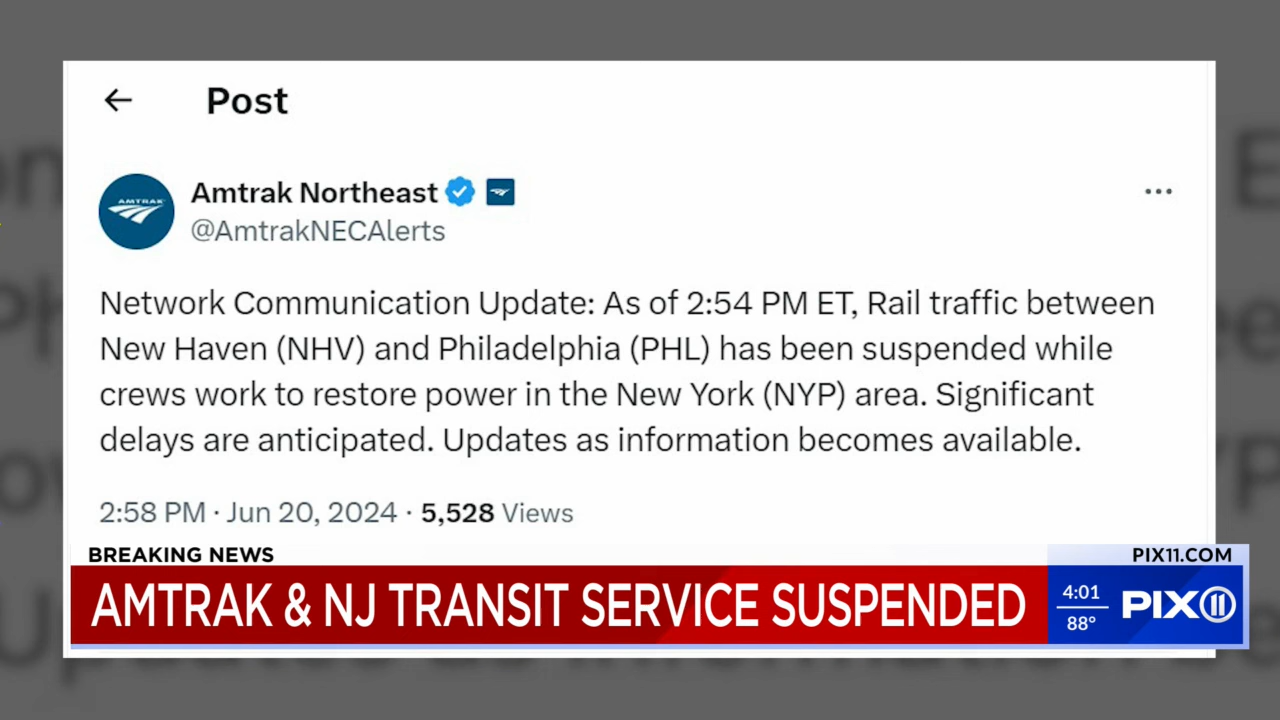 Post
AMTRAK
Amtrak Northeast
@AmtrakNECAlerts
Network Communication Update: As of 2:54 PM ET, Rail traffic between
New Haven (NHV) and Philadelphia (PHL) has been suspended while
crews work to restore power in the New York (NYP) area. Significant
delays are anticipated. Updates as information becomes available.
2:58 PM · Jun 20, 2024 · 5,528 Views
BREAKING NEWS
PIX11.COM
AMTRAK & NJ TRANSIT SERVICE SUSPENDED
4:01
88°
PIX11